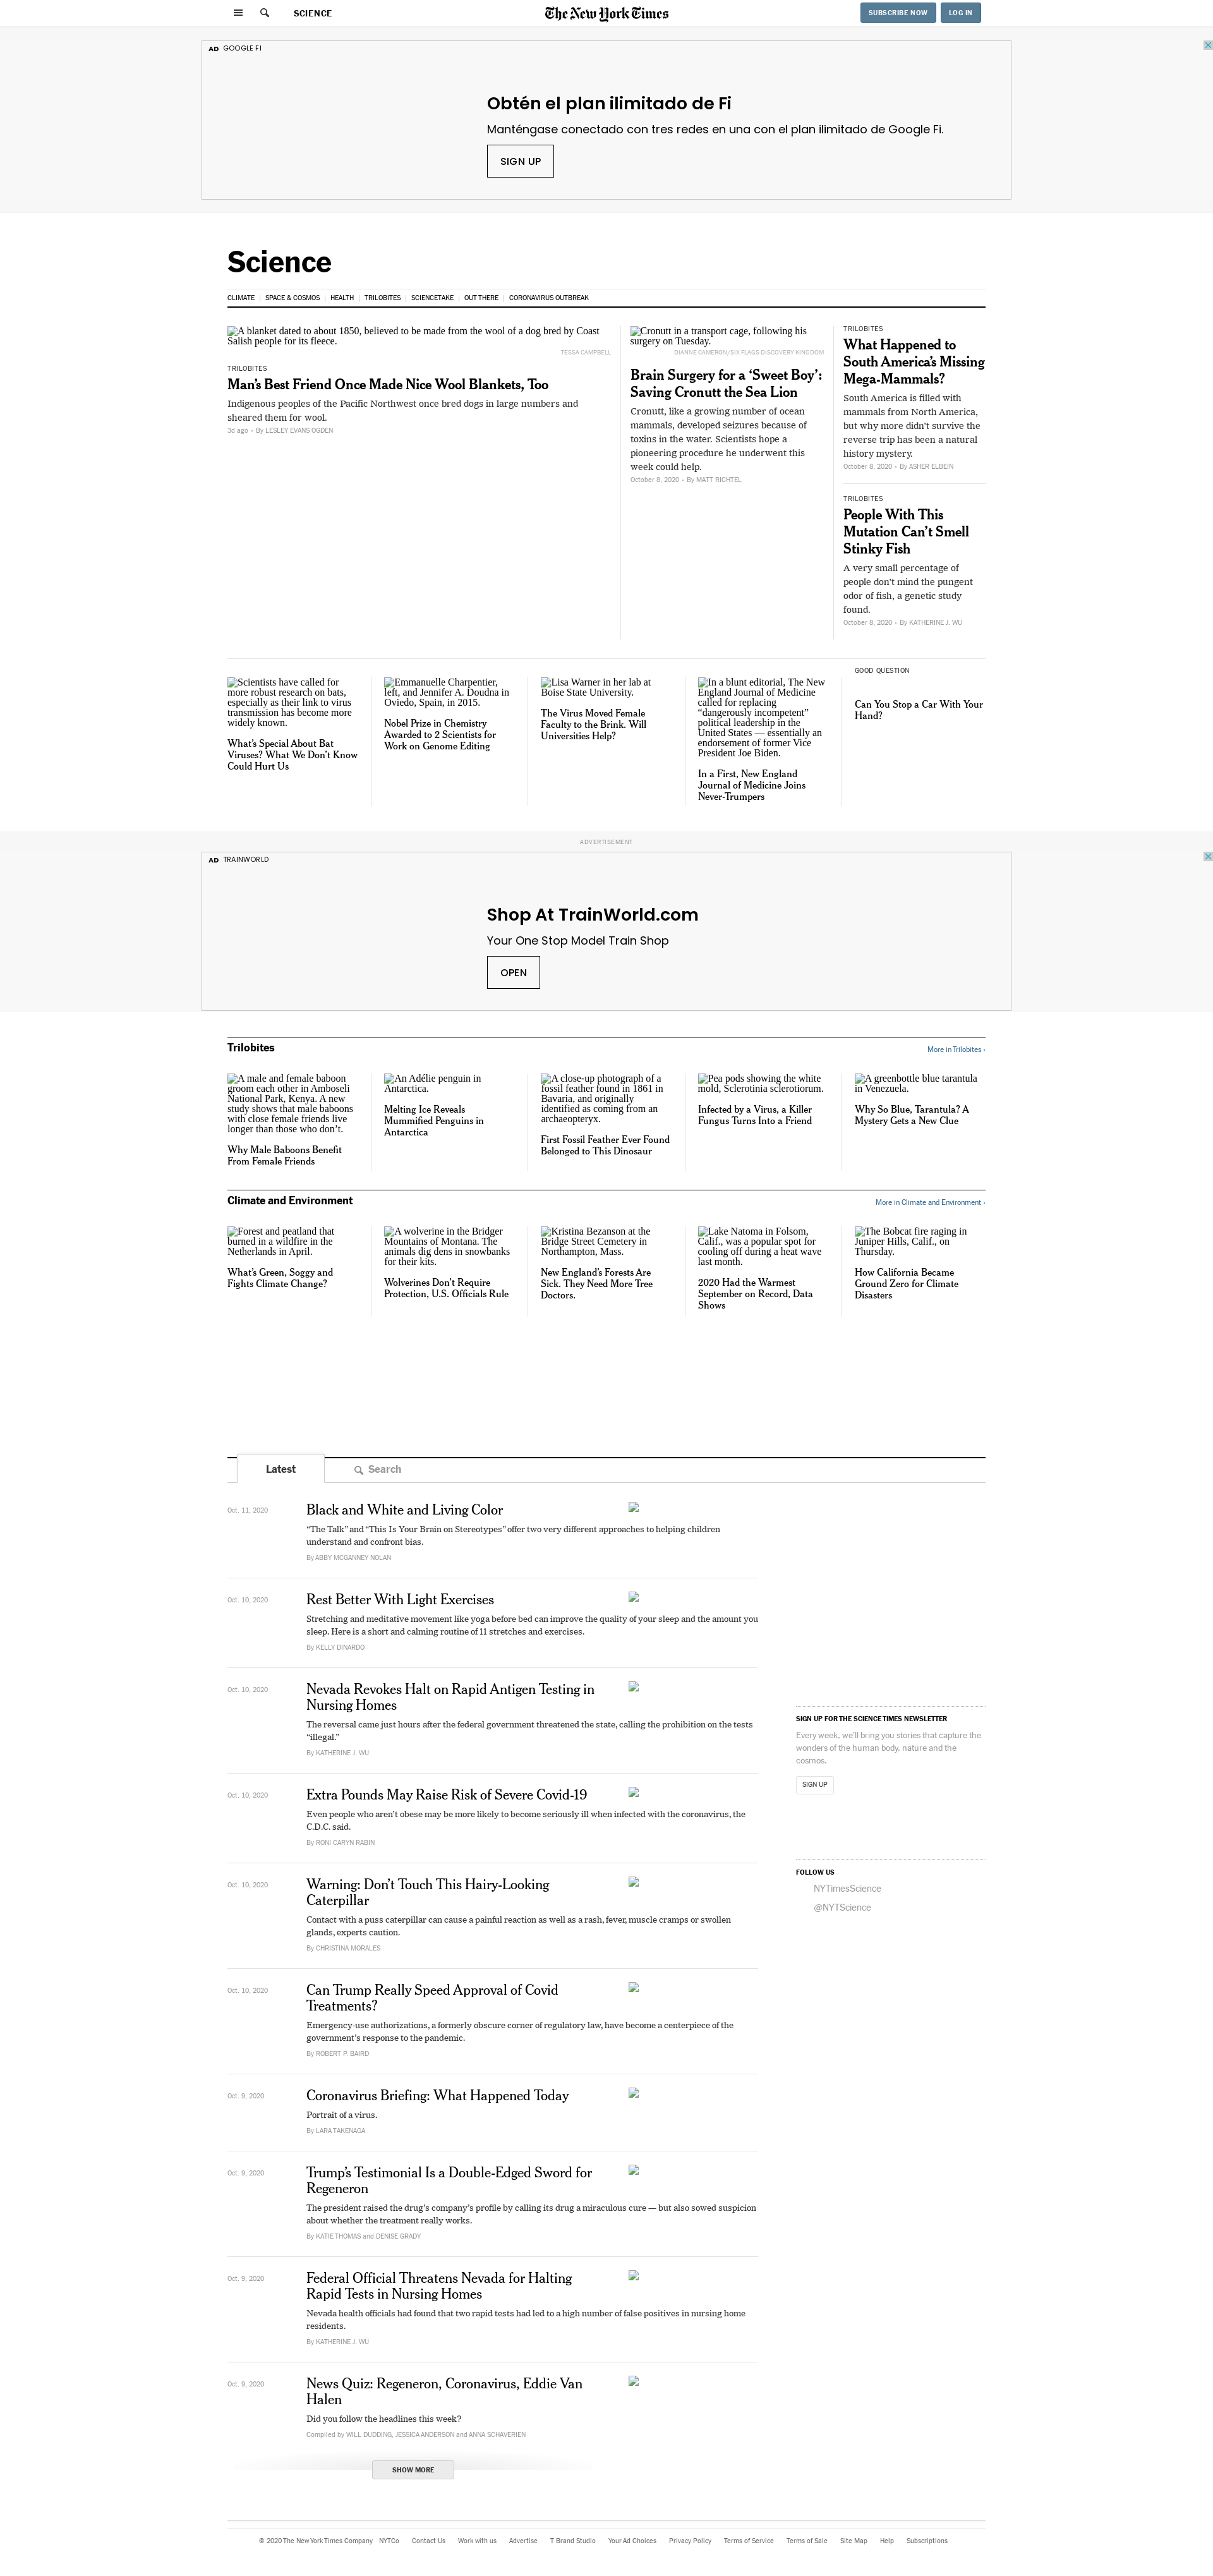 SCIENCE
The New York Times
SUBSCRIBE NOW
LOG IN
AD GOOGLE FI
Obtén el plan ilimitado de Fi
Manténgase conectado con tres redes en una con el plan ilimitado de Google Fi.
SIGN UP
Science
CLIMATE | SPACE & COSMOS | HEALTH | TRILOBITES | SCIENCETAKE | OUT THERE | CORONAVIRUS OUTBREAK
A blanket dated to about 1850, believed to be made from the wool of a dog bred by Coast
Salish people for its fleece.
TESSA CAMPBELL
TRILOBITES
Man’s Best Friend Once Made Nice Wool Blankets, Too
Indigenous peoples of the Pacific Northwest once bred dogs in large numbers and
sheared them for wool.
3d ago - By LESLEY EVANS OGDEN
Cronutt in a transport cage, following his
surgery on Tuesday.
DIANNE CAMERON/SIX FLAGS DISCOVERY KINGDOM
Brain Surgery for a ‘Sweet Boy’:
Saving Cronutt the Sea Lion
Cronutt, like a growing number of ocean
mammals, developed seizures because of
toxins in the water. Scientists hope a
pioneering procedure he underwent this
week could help.
October 8, 2020 - By MATT RICHTEL
TRILOBITES
What Happened to
South America’s Missing
Mega-Mammals?
South America is filled with
mammals from North America,
but why more didn’t survive the
reverse trip has been a natural
history mystery.
October 8, 2020 - By ASHER ELBEIN
TRILOBITES
People With This
Mutation Can’t Smell
Stinky Fish
A very small percentage of
people don’t mind the pungent
odor of fish, a genetic study
found.
October 8, 2020 - By KATHERINE J. WU
Scientists have called for
more robust research on bats,
especially as their link to virus
transmission has become more
widely known.
What’s Special About Bat
Viruses? What We Don’t Know
Could Hurt Us
Emmanuelle Charpentier,
left, and Jennifer A. Doudna in
Oviedo, Spain, in 2015.
Nobel Prize in Chemistry
Awarded to 2 Scientists for
Work on Genome Editing
Lisa Warner in her lab at
Boise State University.
The Virus Moved Female
Faculty to the Brink. Will
Universities Help?
In a blunt editorial, The New
England Journal of Medicine
called for replacing
“dangerously incompetent”
political leadership in the
United States — essentially an
endorsement of former Vice
President Joe Biden.
In a First, New England
Journal of Medicine Joins
Never-Trumpers
GOOD QUESTION
Can You Stop a Car With Your
Hand?
ADVERTISEMENT
AD TRAINWORLD
Shop At TrainWorld.com
Your One Stop Model Train Shop
OPEN
Trilobites
More in Trilobites ›
A male and female baboon
groom each other in Amboseli
National Park, Kenya. A new
study shows that male baboons
with close female friends live
longer than those who don’t.
Why Male Baboons Benefit
From Female Friends
An Adélie penguin in
Antarctica.
Melting Ice Reveals
Mummified Penguins in
Antarctica
A close-up photograph of a
fossil feather found in 1861 in
Bavaria, and originally
identified as coming from an
archaeopteryx.
First Fossil Feather Ever Found
Belonged to This Dinosaur
Pea pods showing the white
mold, Sclerotinia sclerotiorum.
Infected by a Virus, a Killer
Fungus Turns Into a Friend
A greenbottle blue tarantula
in Venezuela.
Why So Blue, Tarantula? A
Mystery Gets a New Clue
Climate and Environment
More in Climate and Environment ›
Forest and peatland that
burned in a wildfire in the
Netherlands in April.
What’s Green, Soggy and
Fights Climate Change?
A wolverine in the Bridger
Mountains of Montana. The
animals dig dens in snowbanks
for their kits.
Wolverines Don’t Require
Protection, U.S. Officials Rule
Kristina Bezanson at the
Bridge Street Cemetery in
Northampton, Mass.
New England’s Forests Are
Sick. They Need More Tree
Doctors.
Lake Natoma in Folsom,
Calif., was a popular spot for
cooling off during a heat wave
last month.
2020 Had the Warmest
September on Record, Data
Shows
The Bobcat fire raging in
Juniper Hills, Calif., on
Thursday.
How California Became
Ground Zero for Climate
Disasters
Latest
Search
Oct. 11, 2020
Black and White and Living Color
“The Talk” and “This Is Your Brain on Stereotypes” offer two very different approaches to helping children
understand and confront bias.
By ABBY MCGANNEY NOLAN
Oct. 10, 2020
Rest Better With Light Exercises
Stretching and meditative movement like yoga before bed can improve the quality of your sleep and the amount you
sleep. Here is a short and calming routine of 11 stretches and exercises.
By KELLY DINARDO
Oct. 10, 2020
Nevada Revokes Halt on Rapid Antigen Testing in
Nursing Homes
The reversal came just hours after the federal government threatened the state, calling the prohibition on the tests
“illegal.”
By KATHERINE J. WU
Oct. 10, 2020
Extra Pounds May Raise Risk of Severe Covid-19
Even people who aren’t obese may be more likely to become seriously ill when infected with the coronavirus, the
C.D.C. said.
By RONI CARYN RABIN
Oct. 10, 2020
Warning: Don’t Touch This Hairy-Looking
Caterpillar
Contact with a puss caterpillar can cause a painful reaction as well as a rash, fever, muscle cramps or swollen
glands, experts caution.
By CHRISTINA MORALES
Oct. 10, 2020
Can Trump Really Speed Approval of Covid
Treatments?
Emergency-use authorizations, a formerly obscure corner of regulatory law, have become a centerpiece of the
government’s response to the pandemic.
By ROBERT P. BAIRD
Oct. 9, 2020
Coronavirus Briefing: What Happened Today
Portrait of a virus.
By LARA TAKENAGA
Oct. 9, 2020
Trump’s Testimonial Is a Double-Edged Sword for
Regeneron
The president raised the drug’s company’s profile by calling its drug a miraculous cure — but also sowed suspicion
about whether the treatment really works.
By KATIE THOMAS and DENISE GRADY
Oct. 9, 2020
Federal Official Threatens Nevada for Halting
Rapid Tests in Nursing Homes
Nevada health officials had found that two rapid tests had led to a high number of false positives in nursing home
residents.
By KATHERINE J. WU
Oct. 9, 2020
News Quiz: Regeneron, Coronavirus, Eddie Van
Halen
Did you follow the headlines this week?
Compiled by WILL DUDDING, JESSICA ANDERSON and ANNA SCHAVERIEN
SHOW MORE
SIGN UP FOR THE SCIENCE TIMES NEWSLETTER
Every week, we’ll bring you stories that capture the
wonders of the human body, nature and the
cosmos.
SIGN UP
FOLLOW US
NYTimesScience
@NYTScience
© 2020 The New York Times Company NYTCo Contact Us Work with us Advertise T Brand Studio Your Ad Choices Privacy Policy Terms of Service Terms of Sale Site Map Help Subscriptions